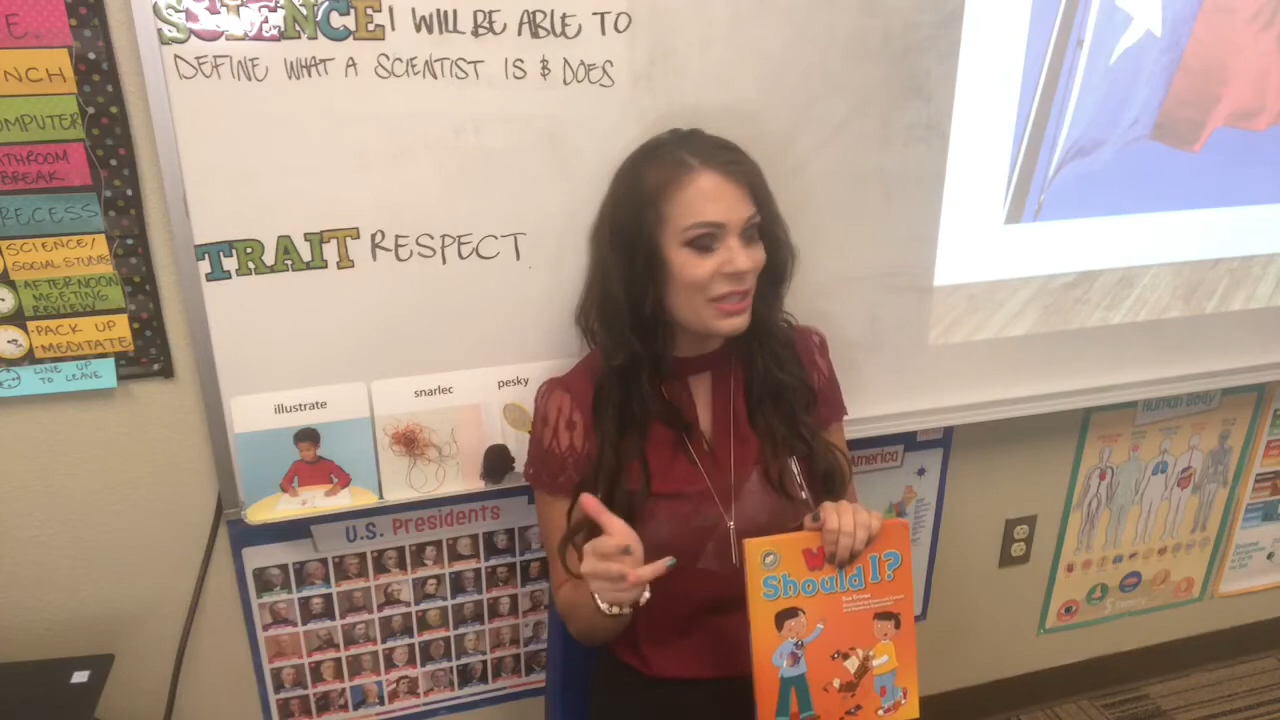 E.
NCH
OMPUTER
ATHROOM
BREAK
RECESS
SCIENCE/
SOCIAL STUDIES
·AFTERNOON
MEETING
REVIEW
·PACK UP
·MEDITATE
LINE UP
TO LEAVE
SCIENCE I WILL BE ABLE TO
DEFINE WHAT A SCIENTIST IS & DOES
TRAIT RESPECT
illustrate
snarlec
pesky
U.S. Presidents
America
Human Body
W
Should I?